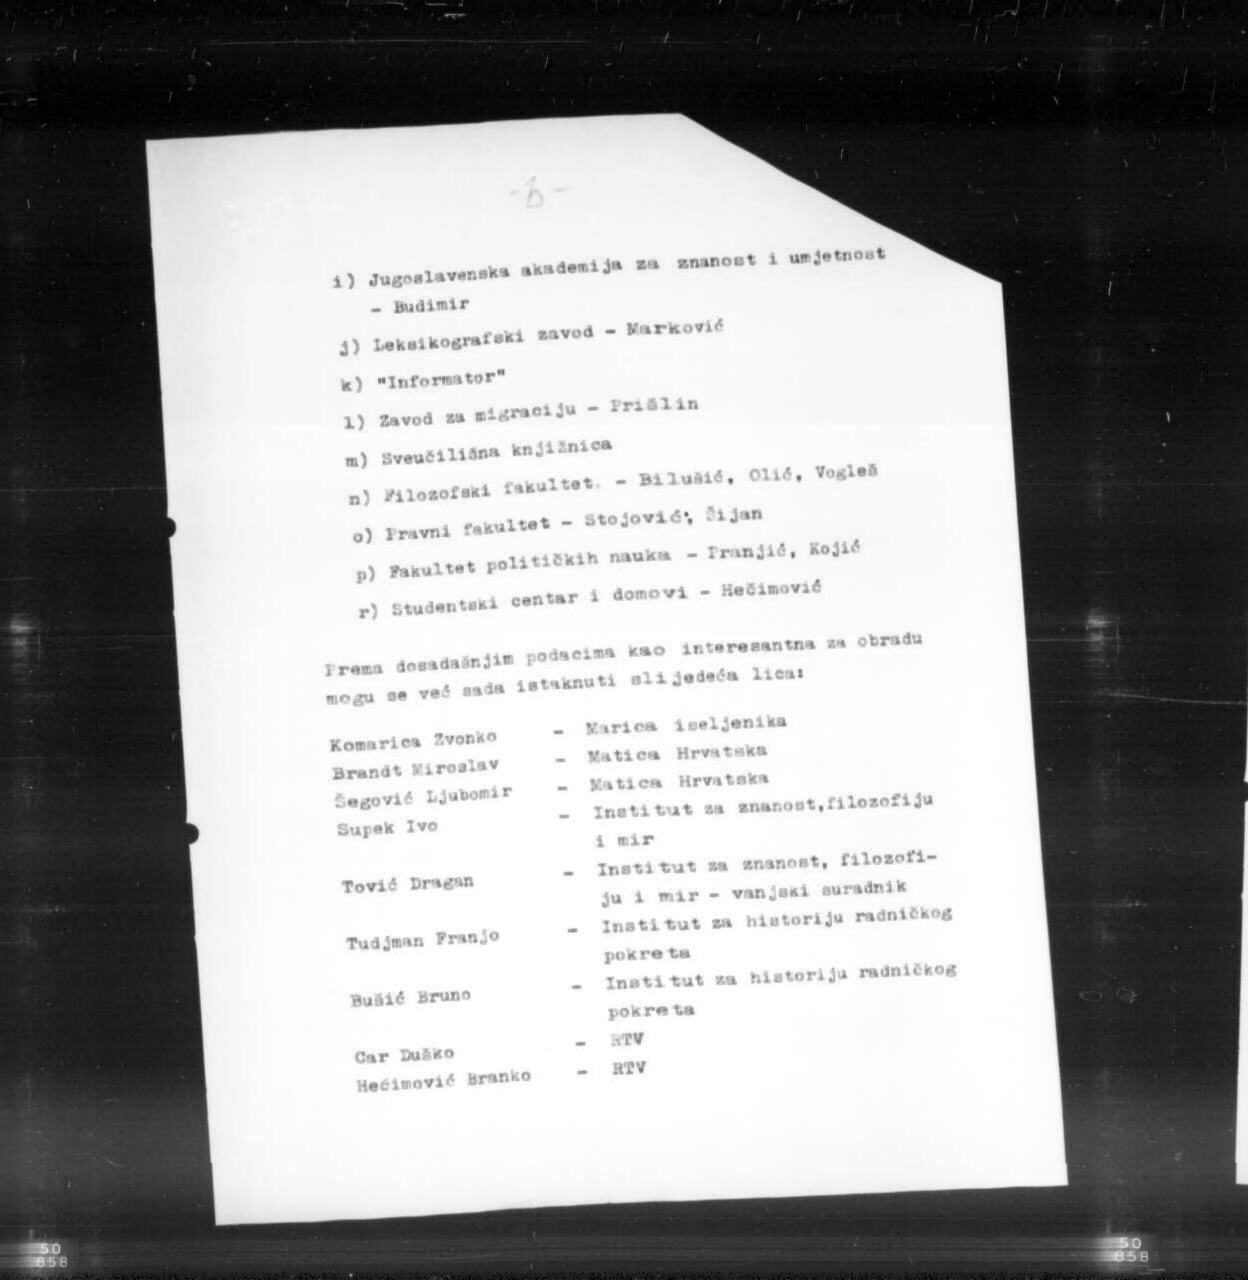 i) Jugoslavenska akademija za znanost i umjetnost
- Budimir
j) Leksikografski zavod - Marković
k) "Informator"
l) Zavod za migraciju - Prišlin
m) Sveučilišna knjižnica
n) Filozofski fakultet. - Bilušić, Olić, Vogleš
o) Pravni fakultet - Stojović, Šijan
p) Fakultet političkih nauka - Pranjić, Kojić
r) Studentski centar i domovi - Hečimović
Prema dosadašnjim podacima kao interesantna za obradu
mogu se već sada istaknuti slijedeća lica:
Komarica Zvonko - Marica iseljenika
Brandt Miroslav - Matica Hrvatska
Šegović Ljubomir - Matica Hrvatska
Supek Ivo - Institut za znanost,filozofiju
i mir
Tović Dragan - Institut za znanost, filozofi-
ju i mir - vanjski suradnik
Tudjman Franjo - Institut za historiju radničkog
pokreta
Bušić Bruno - Institut za historiju radničkog
pokreta
Car Duško - RTV
Hećimović Branko - RTV
50
858
50
858